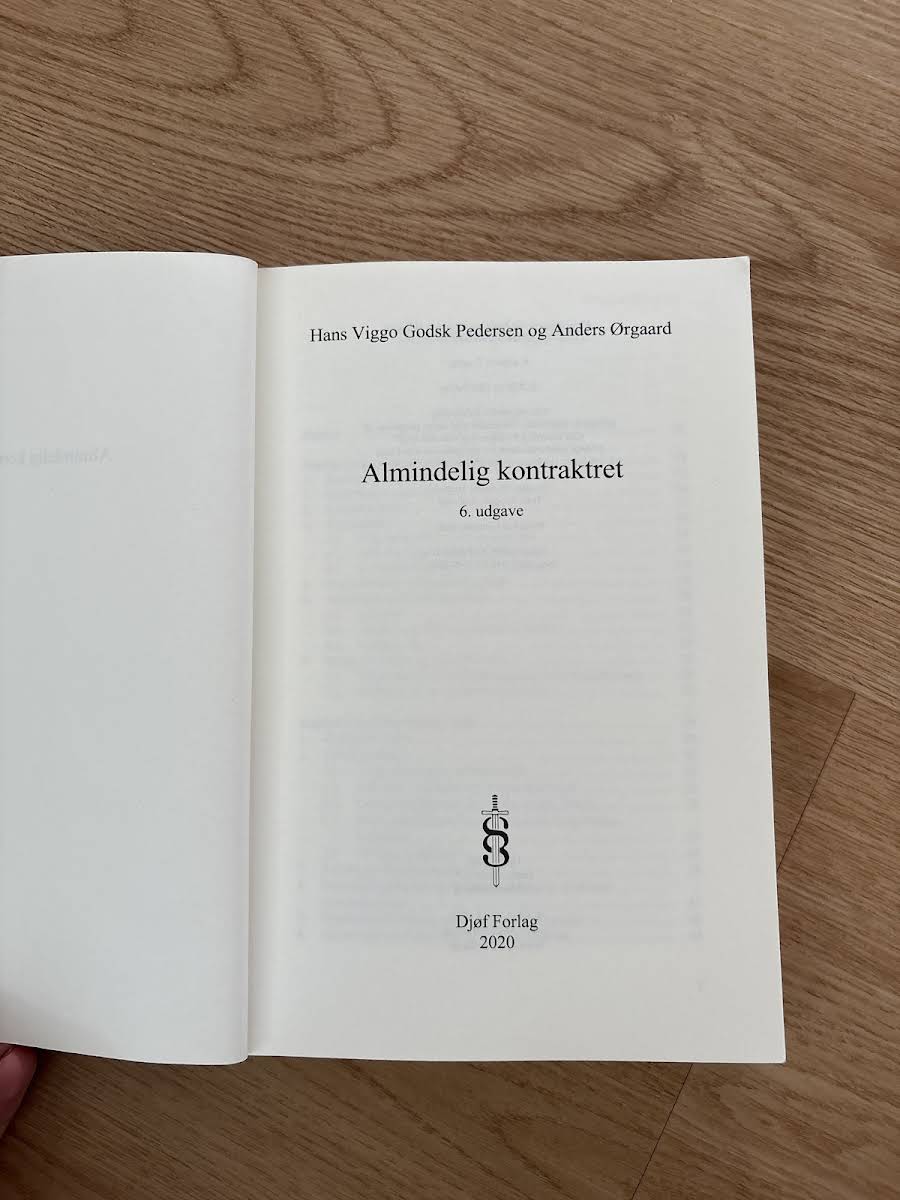 Hans Viggo Godsk Pedersen og Anders Ørgaard
Almindelig kontraktret
6. udgave
Djøf Forlag
2020